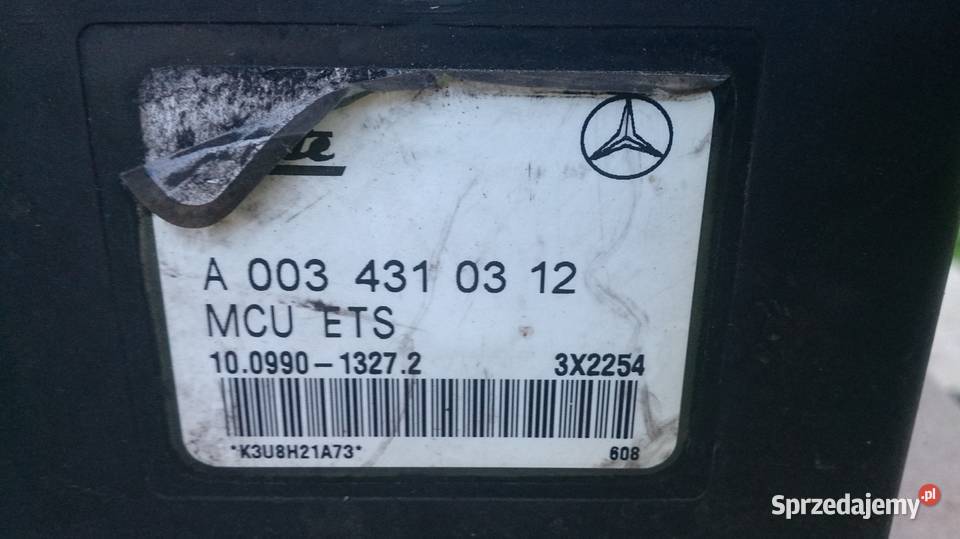 A 003 431 03 12
MCU ETS
10.0990-1327.2 3X2254
*K3U8H21A73* 608
Sprzedajemy.pl